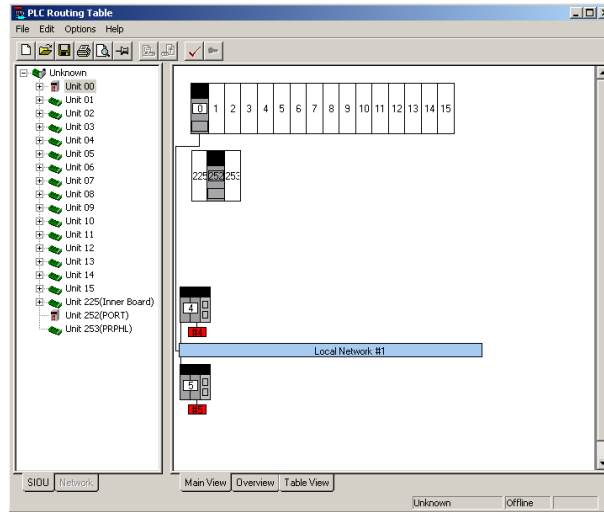 PLC Routing Table
File Edit Options Help
Unknown
Unit 00
Unit 01
Unit 02
Unit 03
Unit 04
Unit 05
Unit 06
Unit 07
Unit 08
Unit 09
Unit 10
Unit 11
Unit 12
Unit 13
Unit 14
Unit 15
Unit 225(Inner Board)
Unit 252(PORT)
Unit 253(PRPHL)
0 1 2 3 4 5 6 7 8 9 10 11 12 13 14 15
225 252 253
4
#4
Local Network #1
5
#5
SIOU Network
Main View Overview Table View
Unknown Offline